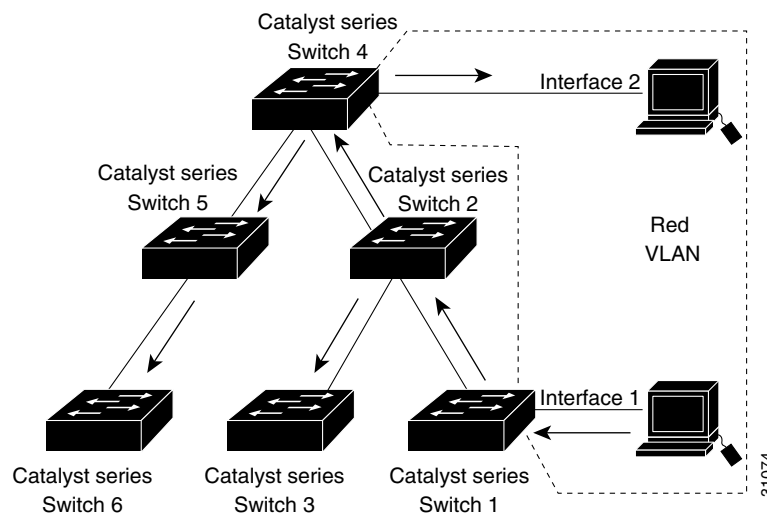 Catalyst series
Switch 4
Interface 2
Catalyst series
Switch 5
Catalyst series
Switch 2
Red
VLAN
Interface 1
Catalyst series
Switch 6
Catalyst series
Switch 3
Catalyst series
Switch 1
31074